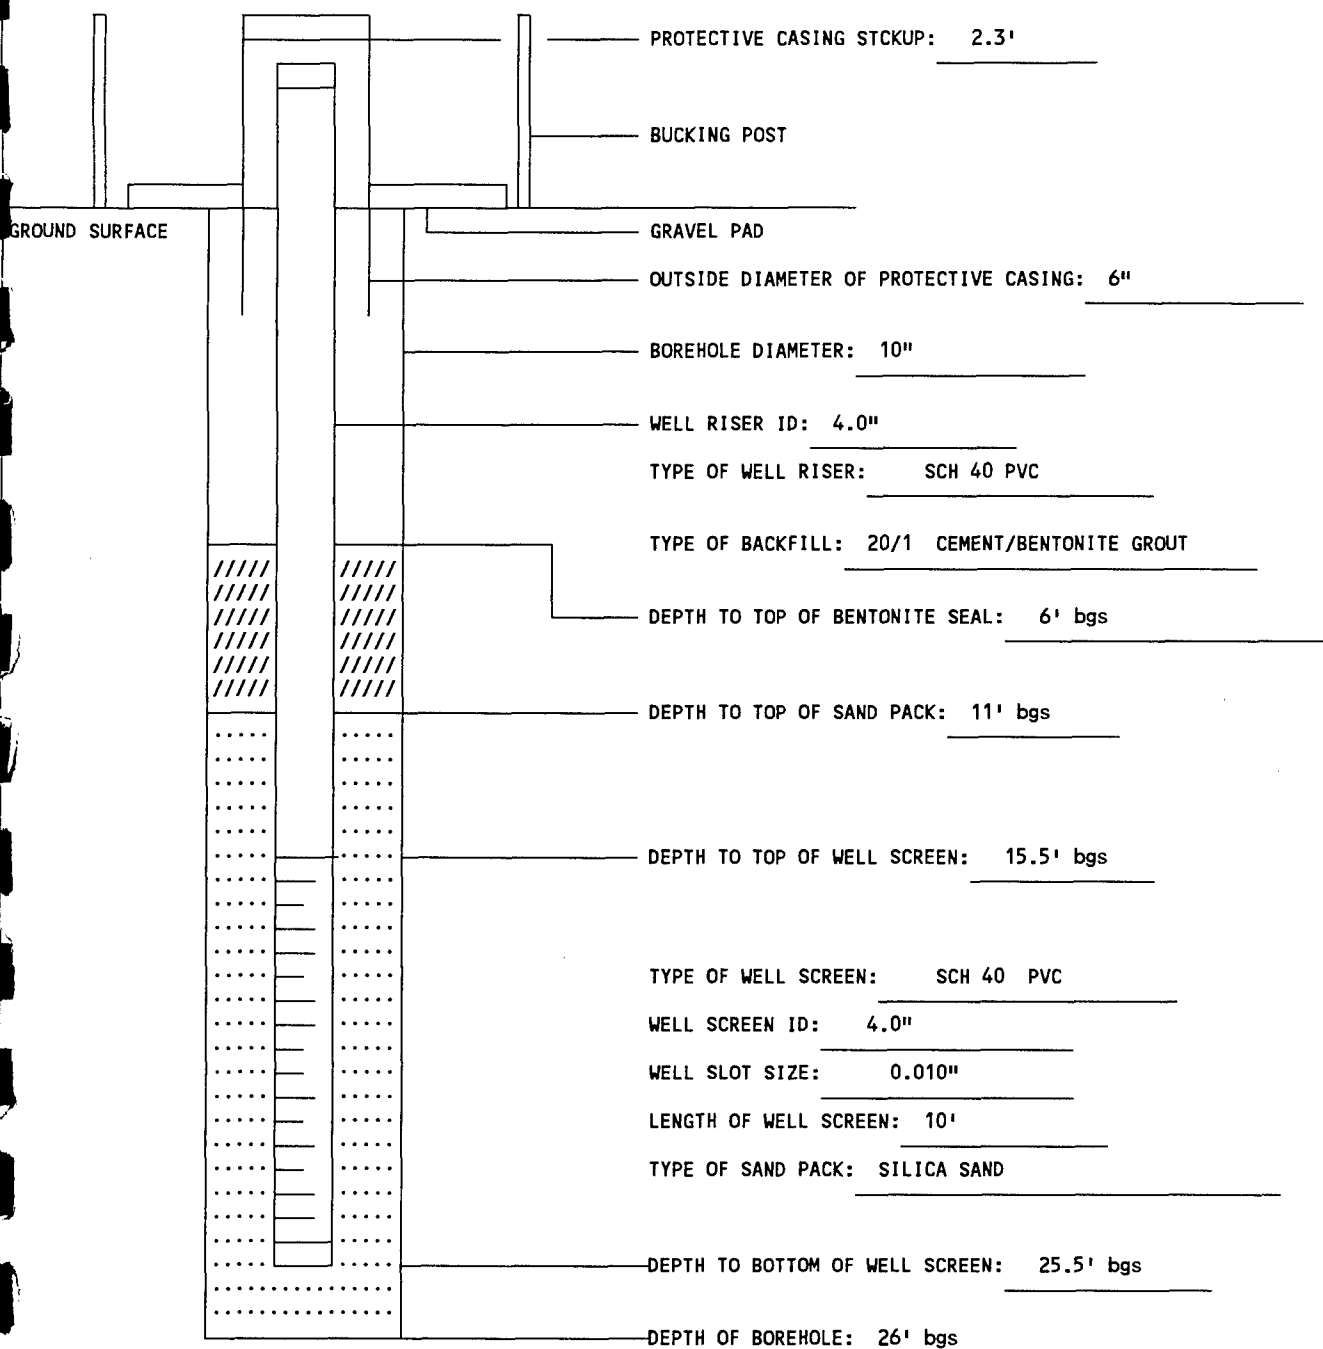 PROTECTIVE CASING STCKUP: 2.3'
BUCKING POST
GROUND SURFACE
GRAVEL PAD
OUTSIDE DIAMETER OF PROTECTIVE CASING: 6"
BOREHOLE DIAMETER: 10"
WELL RISER ID: 4.0"
TYPE OF WELL RISER: SCH 40 PVC
TYPE OF BACKFILL: 20/1 CEMENT/BENTONITE GROUT
DEPTH TO TOP OF BENTONITE SEAL: 6' bgs
DEPTH TO TOP OF SAND PACK: 11' bgs
DEPTH TO TOP OF WELL SCREEN: 15.5' bgs
TYPE OF WELL SCREEN: SCH 40 PVC
WELL SCREEN ID: 4.0"
WELL SLOT SIZE: 0.010"
LENGTH OF WELL SCREEN: 10'
TYPE OF SAND PACK: SILICA SAND
DEPTH TO BOTTOM OF WELL SCREEN: 25.5' bgs
DEPTH OF BOREHOLE: 26' bgs